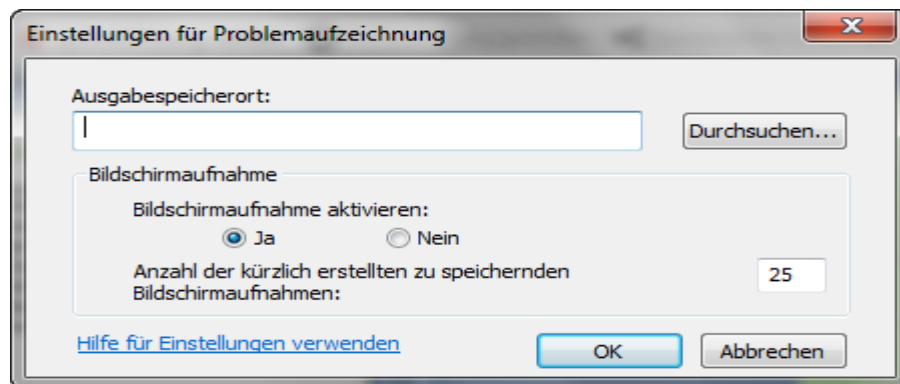 Einstellungen für Problemaufzeichnung
Ausgabespeicherort:
Durchsuchen...
Bildschirmaufnahme
Bildschirmaufnahme aktivieren:
Ja Nein
Anzahl der kürzlich erstellten zu speichernden 25
Bildschirmaufnahmen:
Hilfe für Einstellungen verwenden OK Abbrechen